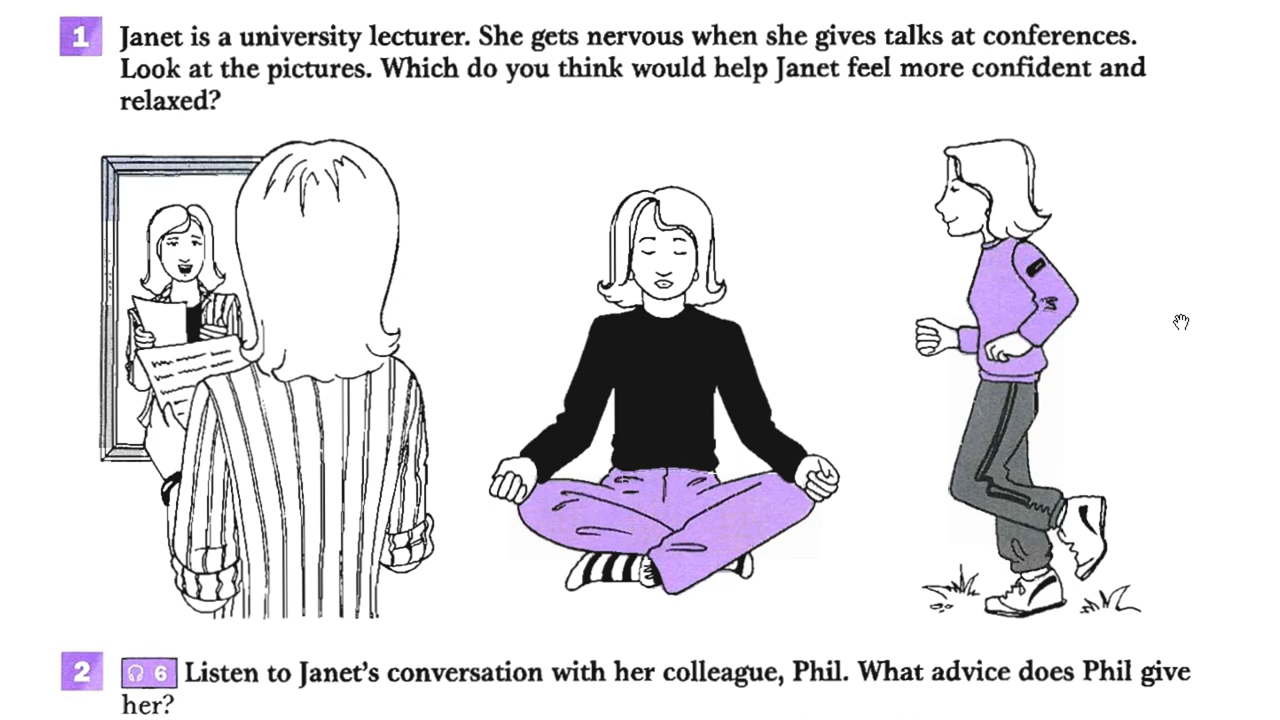 1 Janet is a university lecturer. She gets nervous when she gives talks at conferences.
Look at the pictures. Which do you think would help Janet feel more confident and
relaxed?
2 6 Listen to Janet's conversation with her colleague, Phil. What advice does Phil give
her?